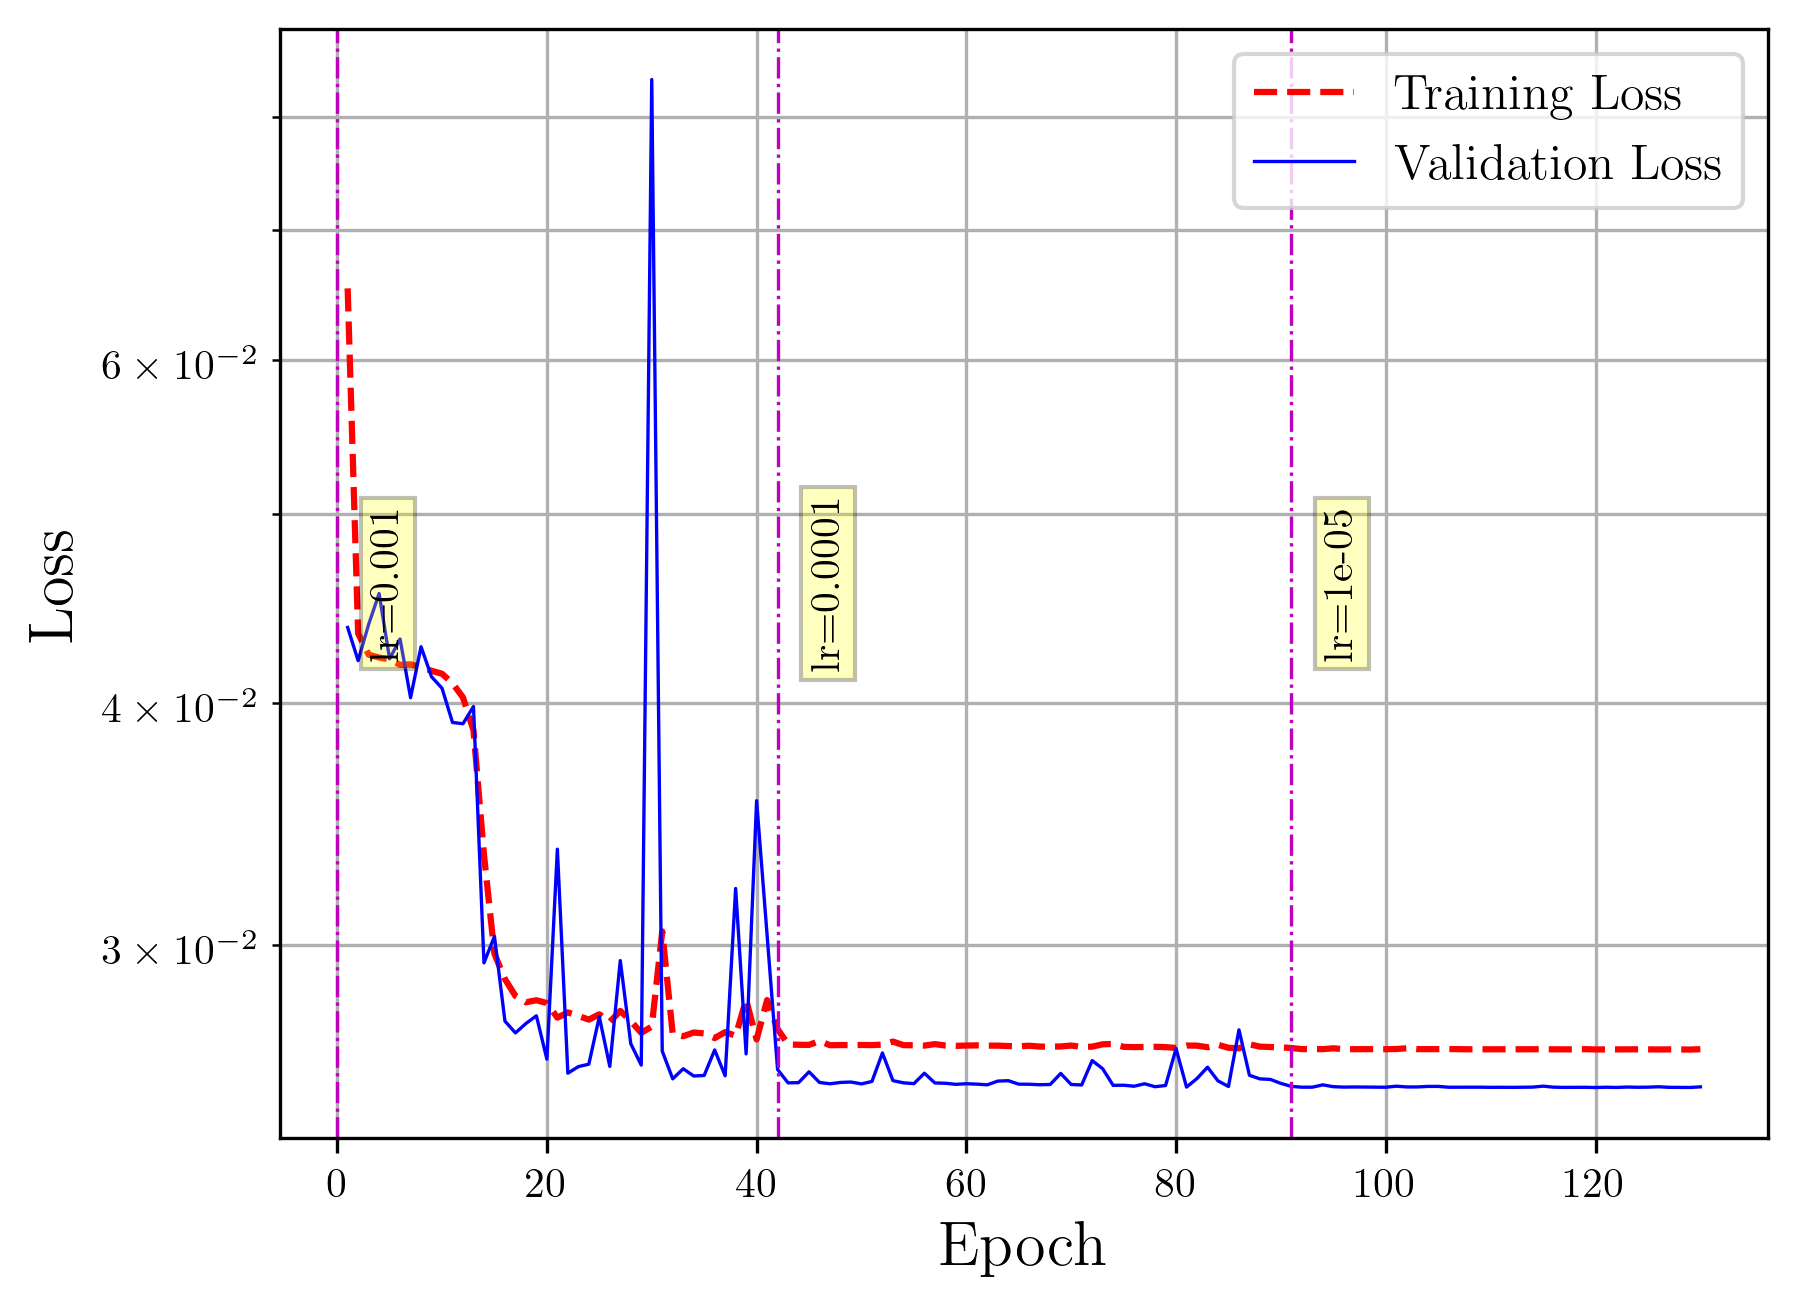 Training Loss
Validation Loss
6 × 10⁻²
4 × 10⁻²
3 × 10⁻²
Loss
lr=0.001
lr=0.0001
lr=1e-05
0 20 40 60 80 100 120
Epoch